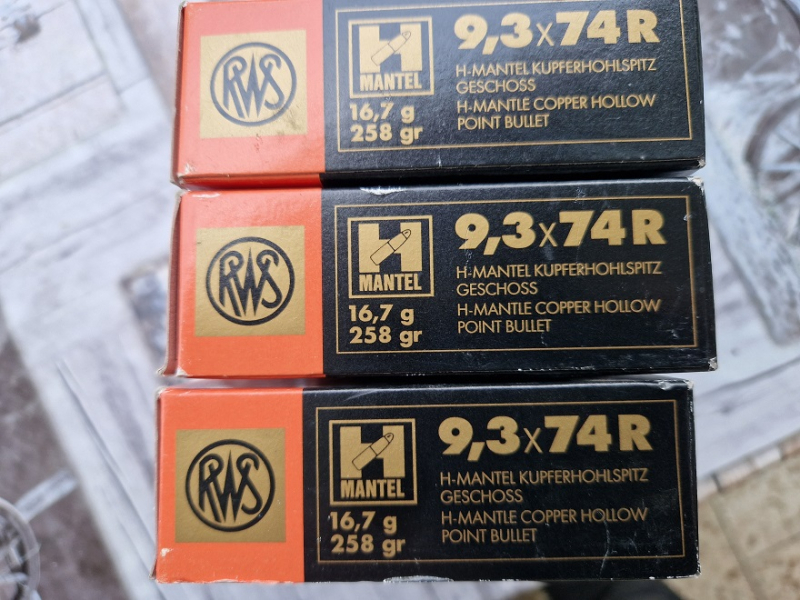 RWS
H
MANTEL
16,7 g
258 gr
9,3x74R
H-MANTEL KUPFERHOHLSPITZ
GESCHOSS
H-MANTLE COPPER HOLLOW
POINT BULLET
RWS
H
MANTEL
16,7 g
258 gr
9,3x74R
H-MANTEL KUPFERHOHLSPITZ
GESCHOSS
H-MANTLE COPPER HOLLOW
POINT BULLET
RWS
H
MANTEL
16,7 g
258 gr
9,3x74R
H-MANTEL KUPFERHOHLSPITZ
GESCHOSS
H-MANTLE COPPER HOLLOW
POINT BULLET